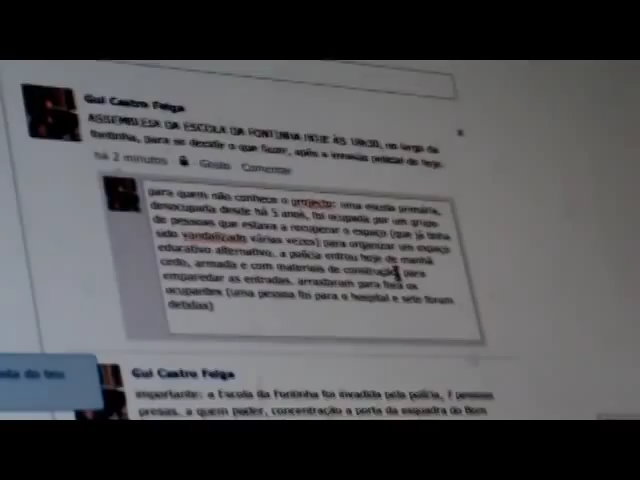 Gui Castro Felga
ASSEMBLEIA DA ESCOLA DA FONTINHA HOJE ÀS 18h30, no largo da
fontinha, para se decidir o que fazer, após a invasão policial de hoje.
há 2 minutos Gosto Comentar
para quem não conhece o projecto: uma escola primária,
desocupada desde há 5 anos, foi ocupada por um grupo
de pessoas que estava a recuperar o espaço (que já tinha
sido vandalizado várias vezes) para organizar um espaço
educativo alternativo. a polícia entrou hoje de manhã
cedo, armada e com materiais de construção para
emparedar as entradas. arrastaram para fora os
ocupantes (uma pessoa foi para o hospital e sete foram
detidas)
Gui Castro Felga
importante: a Escola da Fontinha foi invadida pela polícia, 7 pessoas
presas. a quem puder, concentração a porta da esquadra do Bom